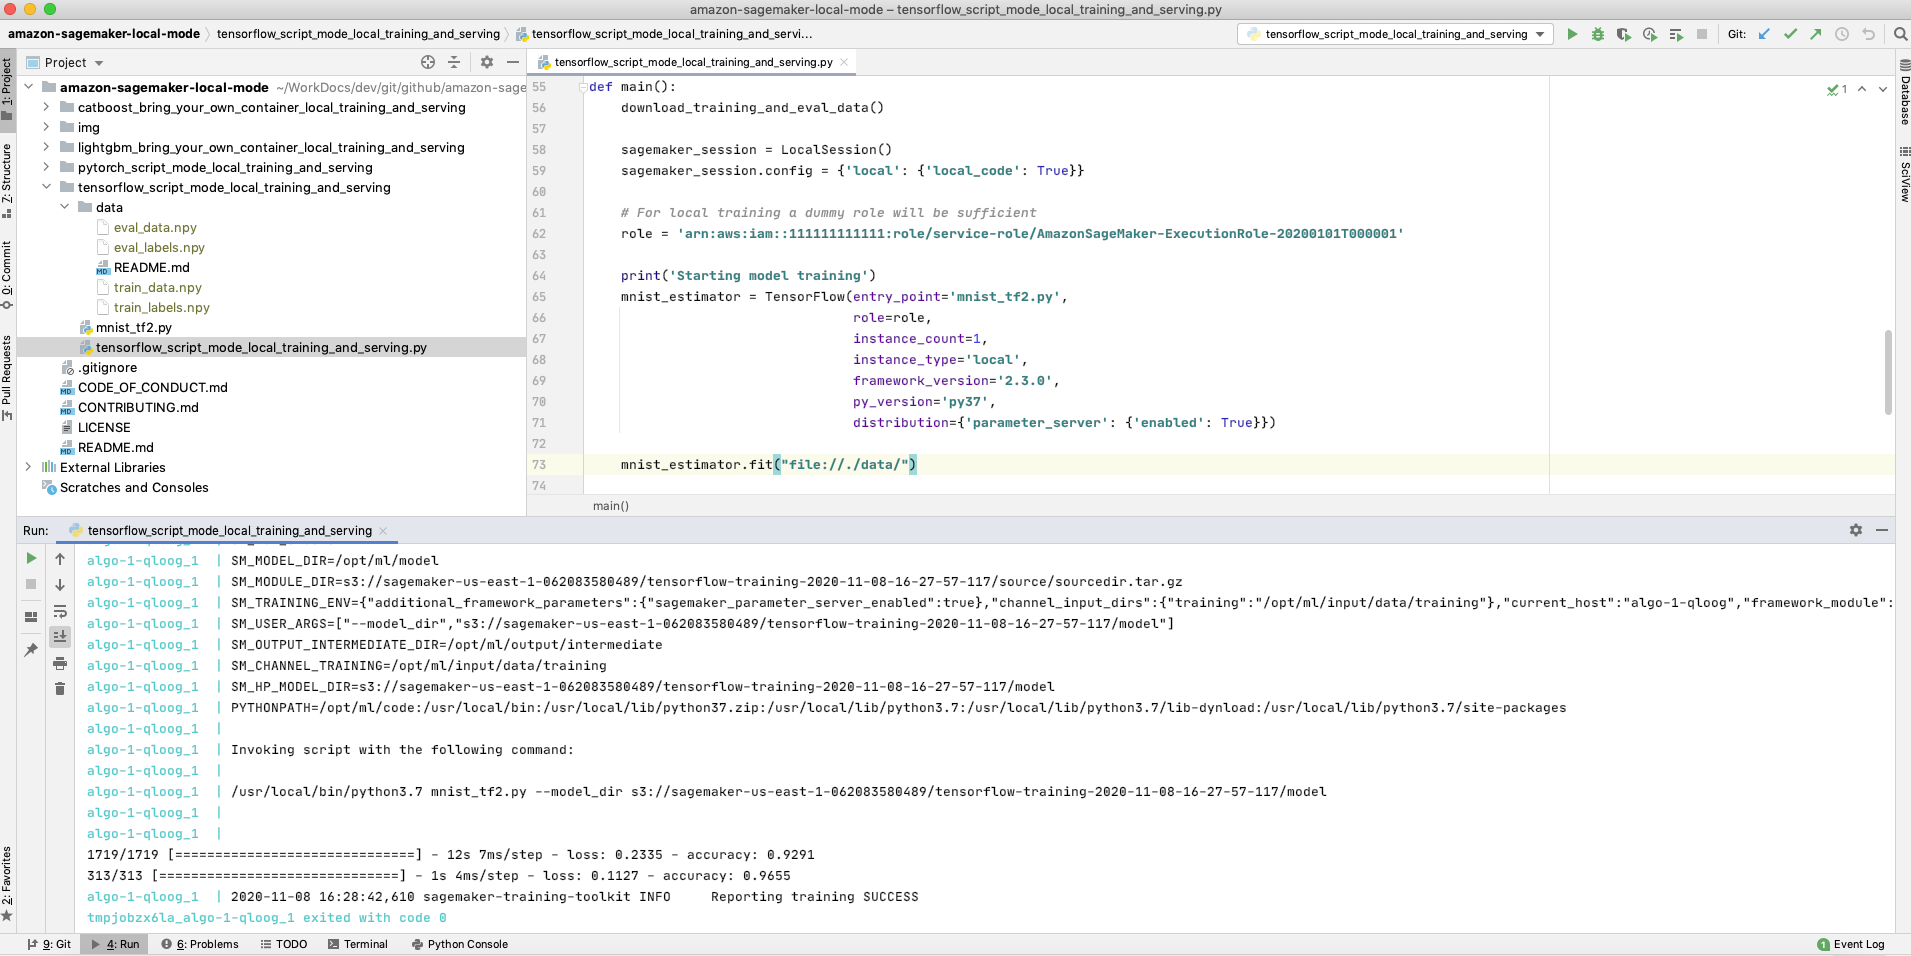 amazon-sagemaker-local-mode – tensorflow_script_mode_local_training_and_serving.py
amazon-sagemaker-local-mode tensorflow_script_mode_local_training_and_serving tensorflow_script_mode_local_training_and_servi...
tensorflow_script_mode_local_training_and_serving
Git:
1: Project
7: Structure
0: Commit
Pull Requests
2: Favorites
Project
amazon-sagemaker-local-mode ~/WorkDocs/dev/git/github/amazon-sage
catboost_bring_your_own_container_local_training_and_serving
img
lightgbm_bring_your_own_container_local_training_and_serving
pytorch_script_mode_local_training_and_serving
tensorflow_script_mode_local_training_and_serving
data
eval_data.npy
eval_labels.npy
README.md
train_data.npy
train_labels.npy
mnist_tf2.py
tensorflow_script_mode_local_training_and_serving.py
.gitignore
CODE_OF_CONDUCT.md
CONTRIBUTING.md
LICENSE
README.md
External Libraries
Scratches and Consoles
tensorflow_script_mode_local_training_and_serving.py
1
55 def main():
56 download_training_and_eval_data()
57
58 sagemaker_session = LocalSession()
59 sagemaker_session.config = {'local': {'local_code': True}}
60
61 # For local training a dummy role will be sufficient
62 role = 'arn:aws:iam::111111111111:role/service-role/AmazonSageMaker-ExecutionRole-20200101T000001'
63
64 print('Starting model training')
65 mnist_estimator = TensorFlow(entry_point='mnist_tf2.py',
66 role=role,
67 instance_count=1,
68 instance_type='local',
69 framework_version='2.3.0',
70 py_version='py37',
71 distribution={'parameter_server': {'enabled': True}})
72
73 mnist_estimator.fit("file://./data/")
74
main()
Database
SciView
Run: tensorflow_script_mode_local_training_and_serving
algo-1-qloog_1 | SM_MODEL_DIR=/opt/ml/model
algo-1-qloog_1 | SM_MODULE_DIR=s3://sagemaker-us-east-1-062083580489/tensorflow-training-2020-11-08-16-27-57-117/source/sourcedir.tar.gz
algo-1-qloog_1 | SM_TRAINING_ENV={"additional_framework_parameters":{"sagemaker_parameter_server_enabled":true},"channel_input_dirs":{"training":"/opt/ml/input/data/training"},"current_host":"algo-1-qloog","framework_module":
algo-1-qloog_1 | SM_USER_ARGS=["--model_dir","s3://sagemaker-us-east-1-062083580489/tensorflow-training-2020-11-08-16-27-57-117/model"]
algo-1-qloog_1 | SM_OUTPUT_INTERMEDIATE_DIR=/opt/ml/output/intermediate
algo-1-qloog_1 | SM_CHANNEL_TRAINING=/opt/ml/input/data/training
algo-1-qloog_1 | SM_HP_MODEL_DIR=s3://sagemaker-us-east-1-062083580489/tensorflow-training-2020-11-08-16-27-57-117/model
algo-1-qloog_1 | PYTHONPATH=/opt/ml/code:/usr/local/bin:/usr/local/lib/python37.zip:/usr/local/lib/python3.7:/usr/local/lib/python3.7/lib-dynload:/usr/local/lib/python3.7/site-packages
algo-1-qloog_1 |
algo-1-qloog_1 | Invoking script with the following command:
algo-1-qloog_1 |
algo-1-qloog_1 | /usr/local/bin/python3.7 mnist_tf2.py --model_dir s3://sagemaker-us-east-1-062083580489/tensorflow-training-2020-11-08-16-27-57-117/model
algo-1-qloog_1 |
algo-1-qloog_1 |
1719/1719 [==============================] - 12s 7ms/step - loss: 0.2335 - accuracy: 0.9291
313/313 [==============================] - 1s 4ms/step - loss: 0.1127 - accuracy: 0.9655
algo-1-qloog_1 | 2020-11-08 16:28:42,610 sagemaker-training-toolkit INFO Reporting training SUCCESS
tmpjobzx6la_algo-1-qloog_1 exited with code 0
9: Git 4: Run 6: Problems TODO Terminal Python Console 1 Event Log